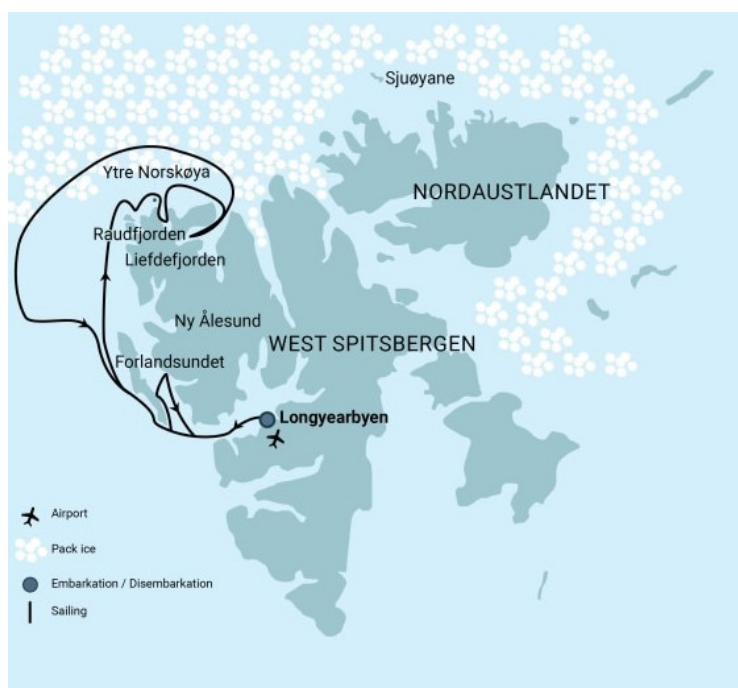 Sjuøyane
Ytre Norskøya
NORDAUSTLANDET
Raudfjorden
Liefdefjorden
Ny Ålesund
WEST SPITSBERGEN
Forlandsundet
Longyearbyen
Airport
Pack ice
Embarkation / Disembarkation
Sailing